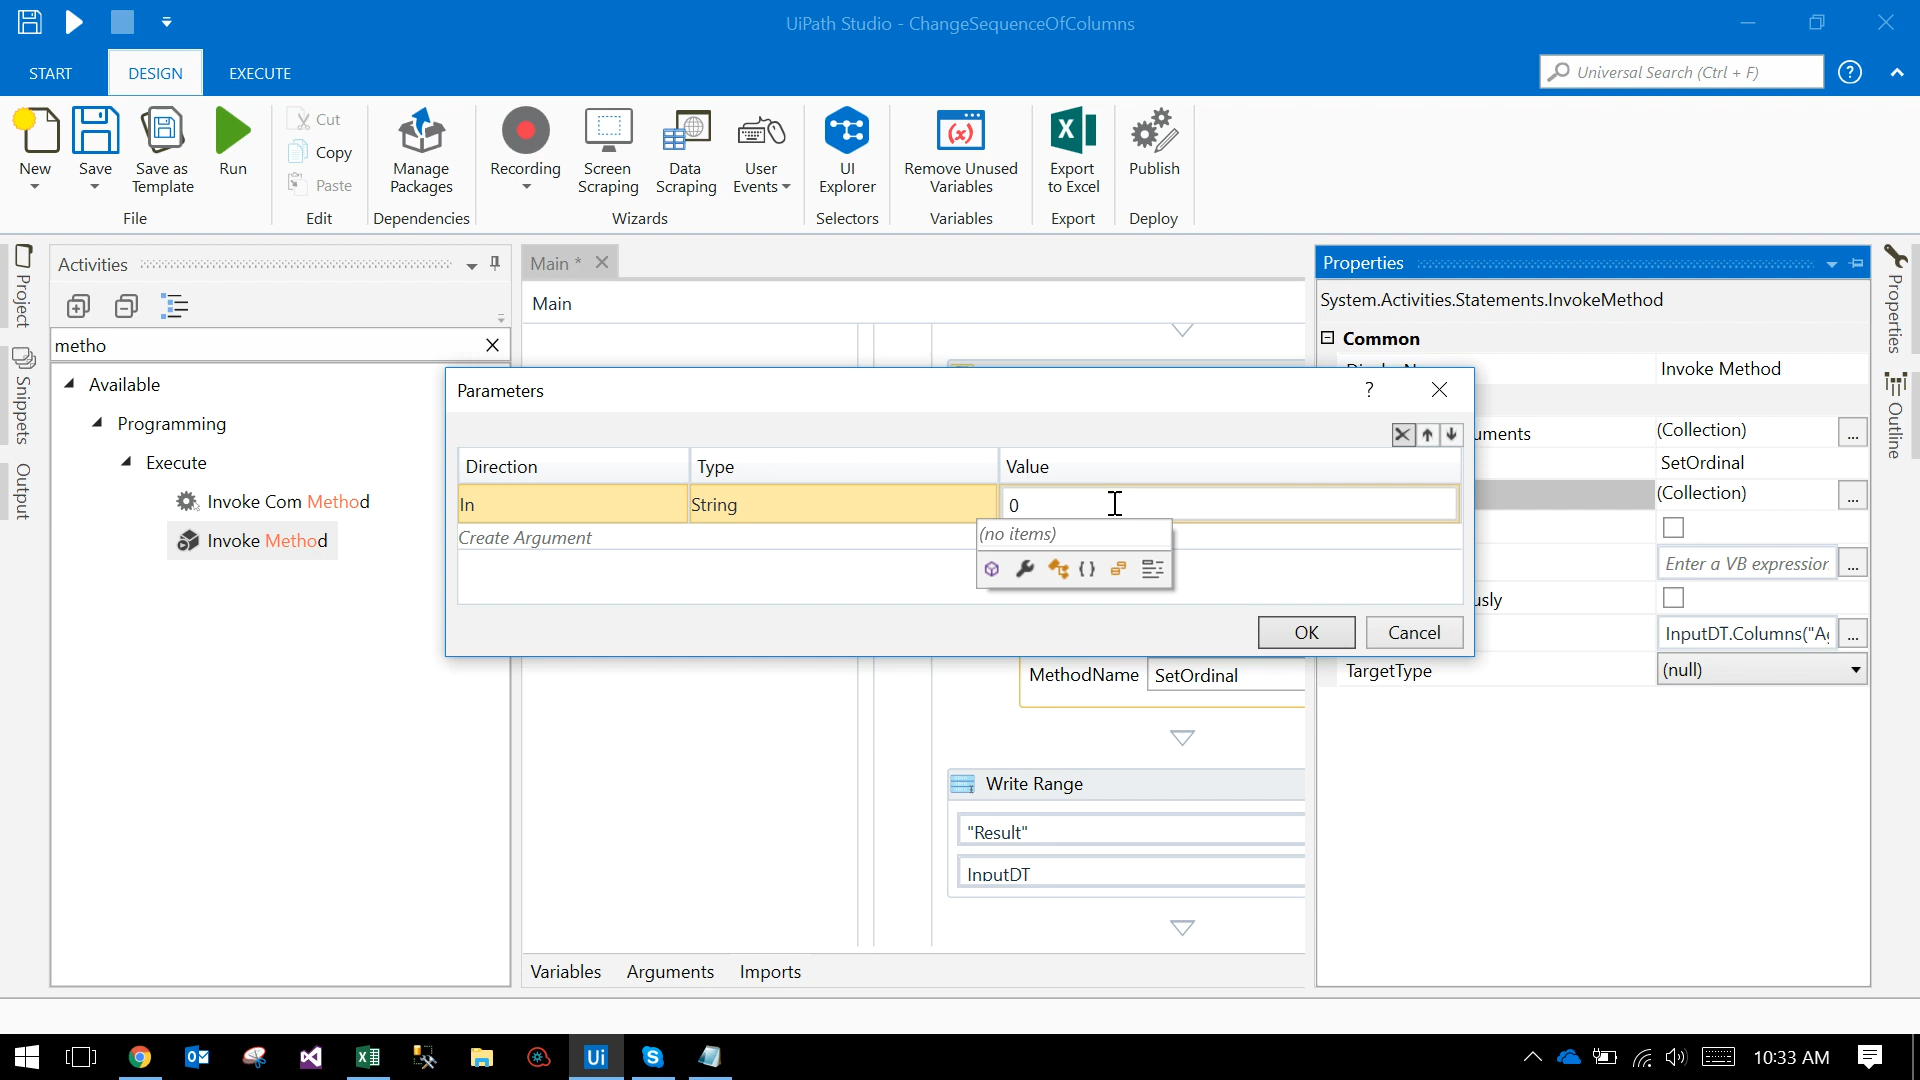 UiPath Studio - ChangeSequenceOfColumns
START
DESIGN
EXECUTE
Universal Search (Ctrl + F)
New
Save
Save as
Template
Run
Cut
Copy
Paste
Manage
Packages
Recording
Screen
Scraping
Data
Scraping
User
Events
UI
Explorer
Remove Unused
Variables
Export
to Excel
Publish
File
Edit
Dependencies
Wizards
Selectors
Variables
Export
Deploy
Project
Snippets
Output
Activities
metho
Available
Programming
Execute
Invoke Com Method
Invoke Method
Main *
Main
Parameters
?
Direction
Type
Value
In
String
0
Create Argument
(no items)
OK
Cancel
MethodName
SetOrdinal
Write Range
"Result"
InputDT
Variables
Arguments
Imports
Properties
System.Activities.Statements.InvokeMethod
Common
Invoke Method
uments
(Collection)
...
SetOrdinal
(Collection)
...
Enter a VB expression
...
usly
InputDT.Columns("A
...
TargetType
(null)
Properties
Outline
10:33 AM